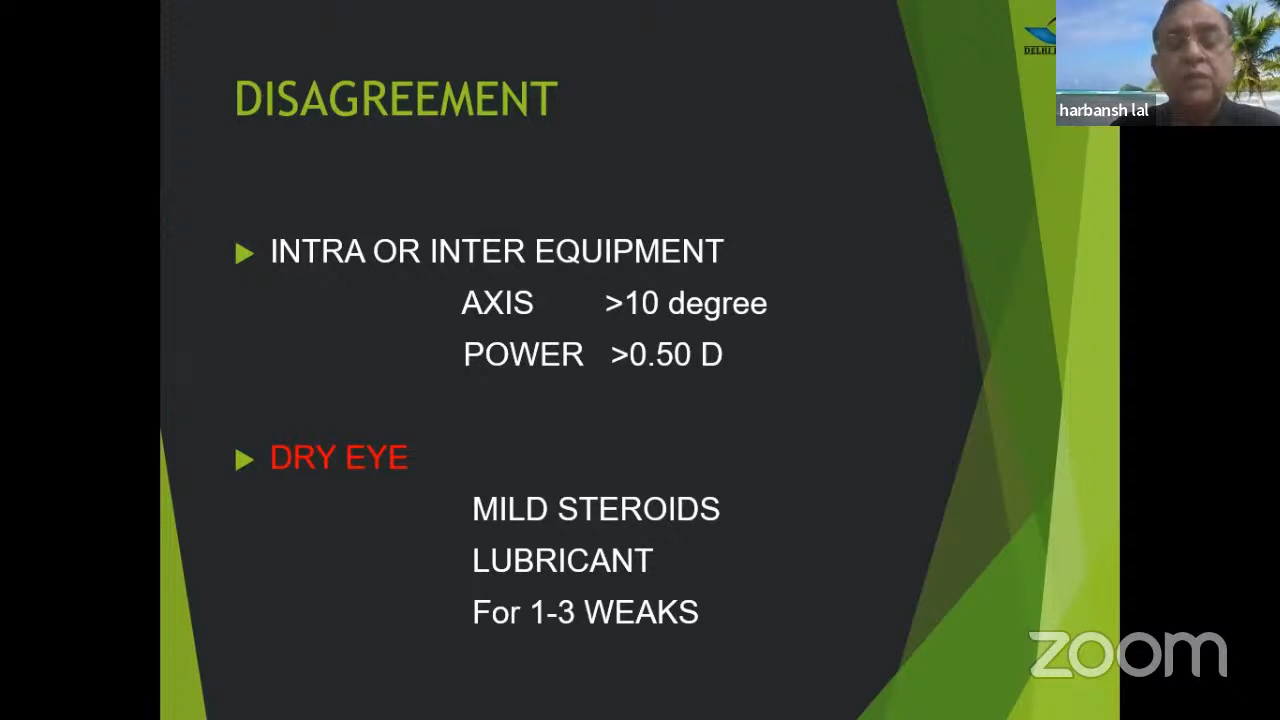 DISAGREEMENT
DELHI
harbansh lal
INTRA OR INTER EQUIPMENT
AXIS >10 degree
POWER >0.50 D
DRY EYE
MILD STEROIDS
LUBRICANT
For 1-3 WEAKS
zoom